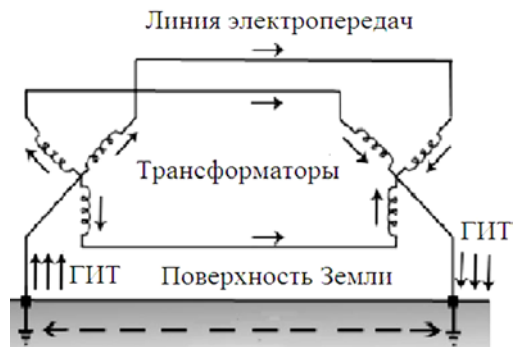 Линия электропередач
Трансформаторы
ГИТ
ГИТ
Поверхность Земли